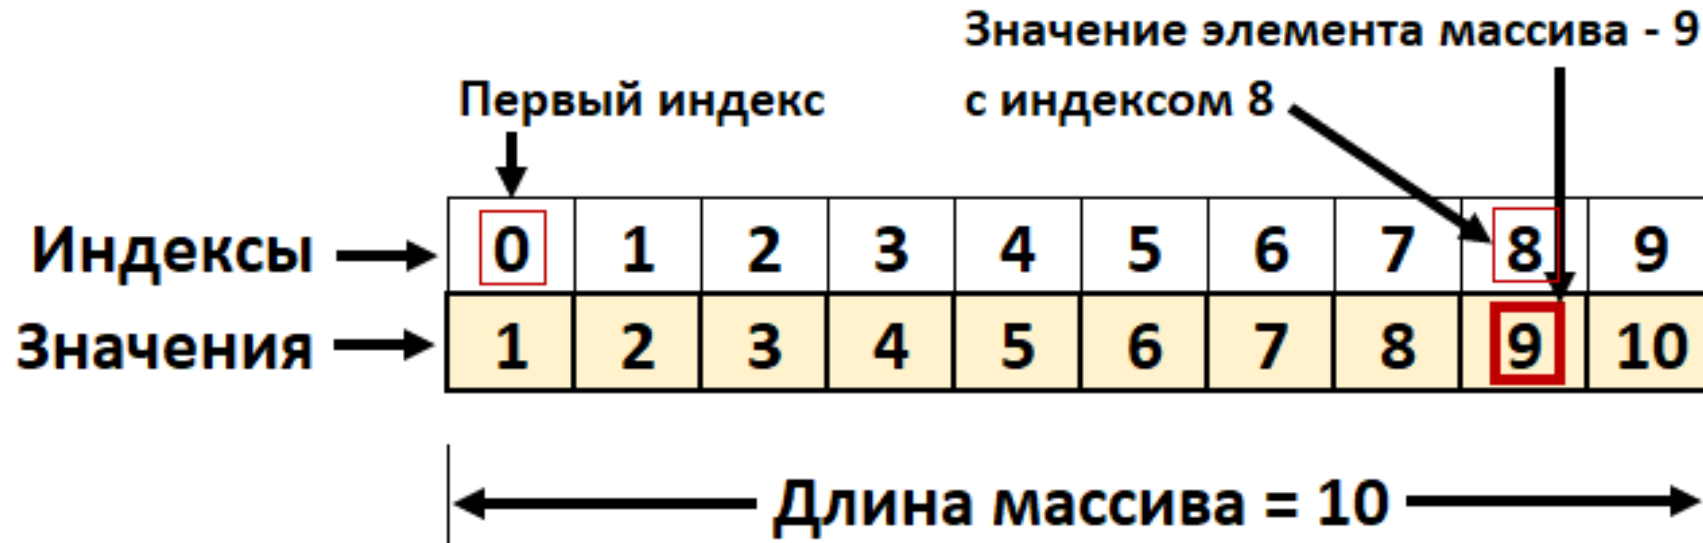 Значение элемента массива - 9
Первый индекс
с индексом 8
Индексы 0 1 2 3 4 5 6 7 8 9
Значения 1 2 3 4 5 6 7 8 9 10
Длина массива = 10